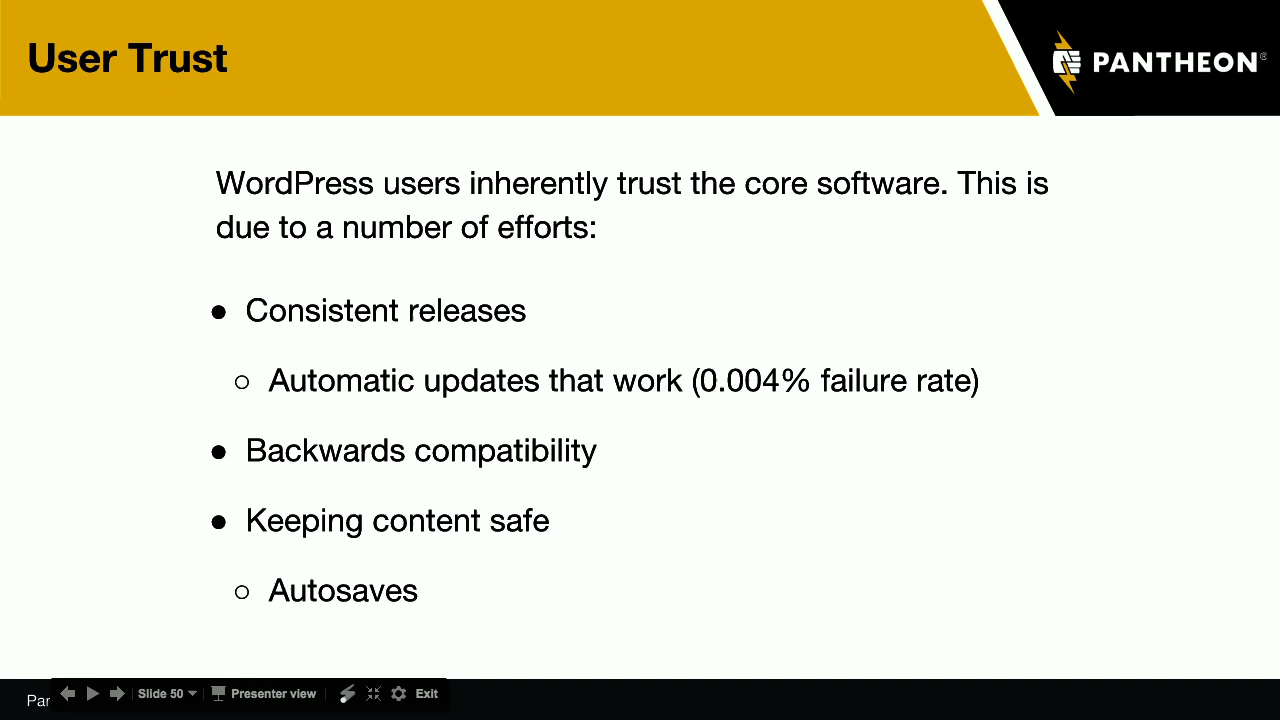 User Trust
PANTHEON®
WordPress users inherently trust the core software. This is
due to a number of efforts:
● Consistent releases
○ Automatic updates that work (0.004% failure rate)
● Backwards compatibility
● Keeping content safe
○ Autosaves
Par
Slide 50
Presenter view
Exit